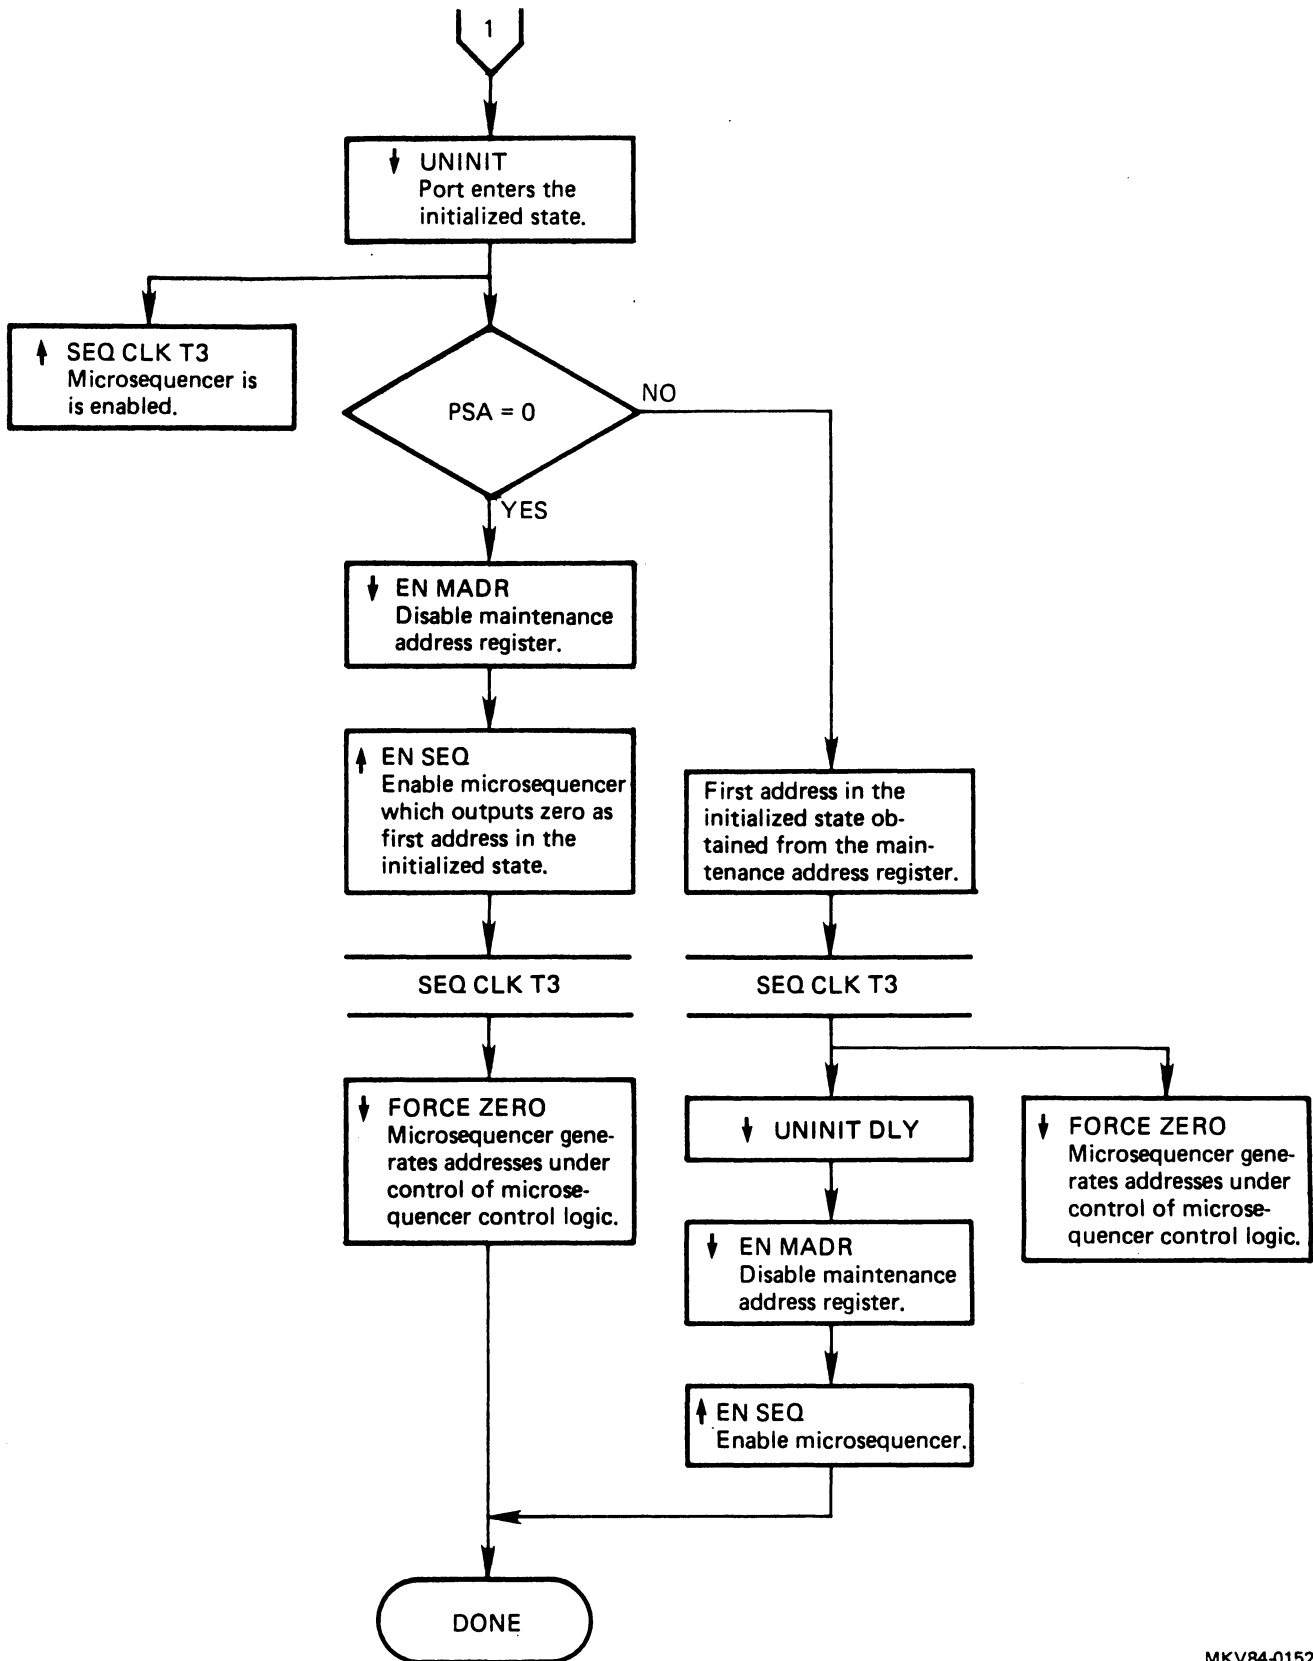 1
UNINIT
Port enters the
initialized state.
SEQ CLK T3
Microsequencer is
is enabled.
PSA = 0
NO
YES
EN MADR
Disable maintenance
address register.
EN SEQ
Enable microsequencer
which outputs zero as
first address in the
initialized state.
First address in the
initialized state ob-
tained from the main-
tenance address register.
SEQ CLK T3
SEQ CLK T3
FORCE ZERO
Microsequencer gene-
rates addresses under
control of microse-
quencer control logic.
UNINIT DLY
FORCE ZERO
Microsequencer gene-
rates addresses under
control of microse-
quencer control logic.
EN MADR
Disable maintenance
address register.
EN SEQ
Enable microsequencer.
DONE
MKV84-0152